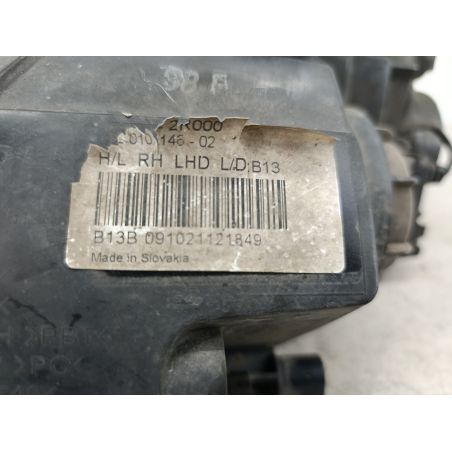 2R000
010146-02
H/L RH LHD L/D:B13
B13B 091021121849
Made in Slovakia